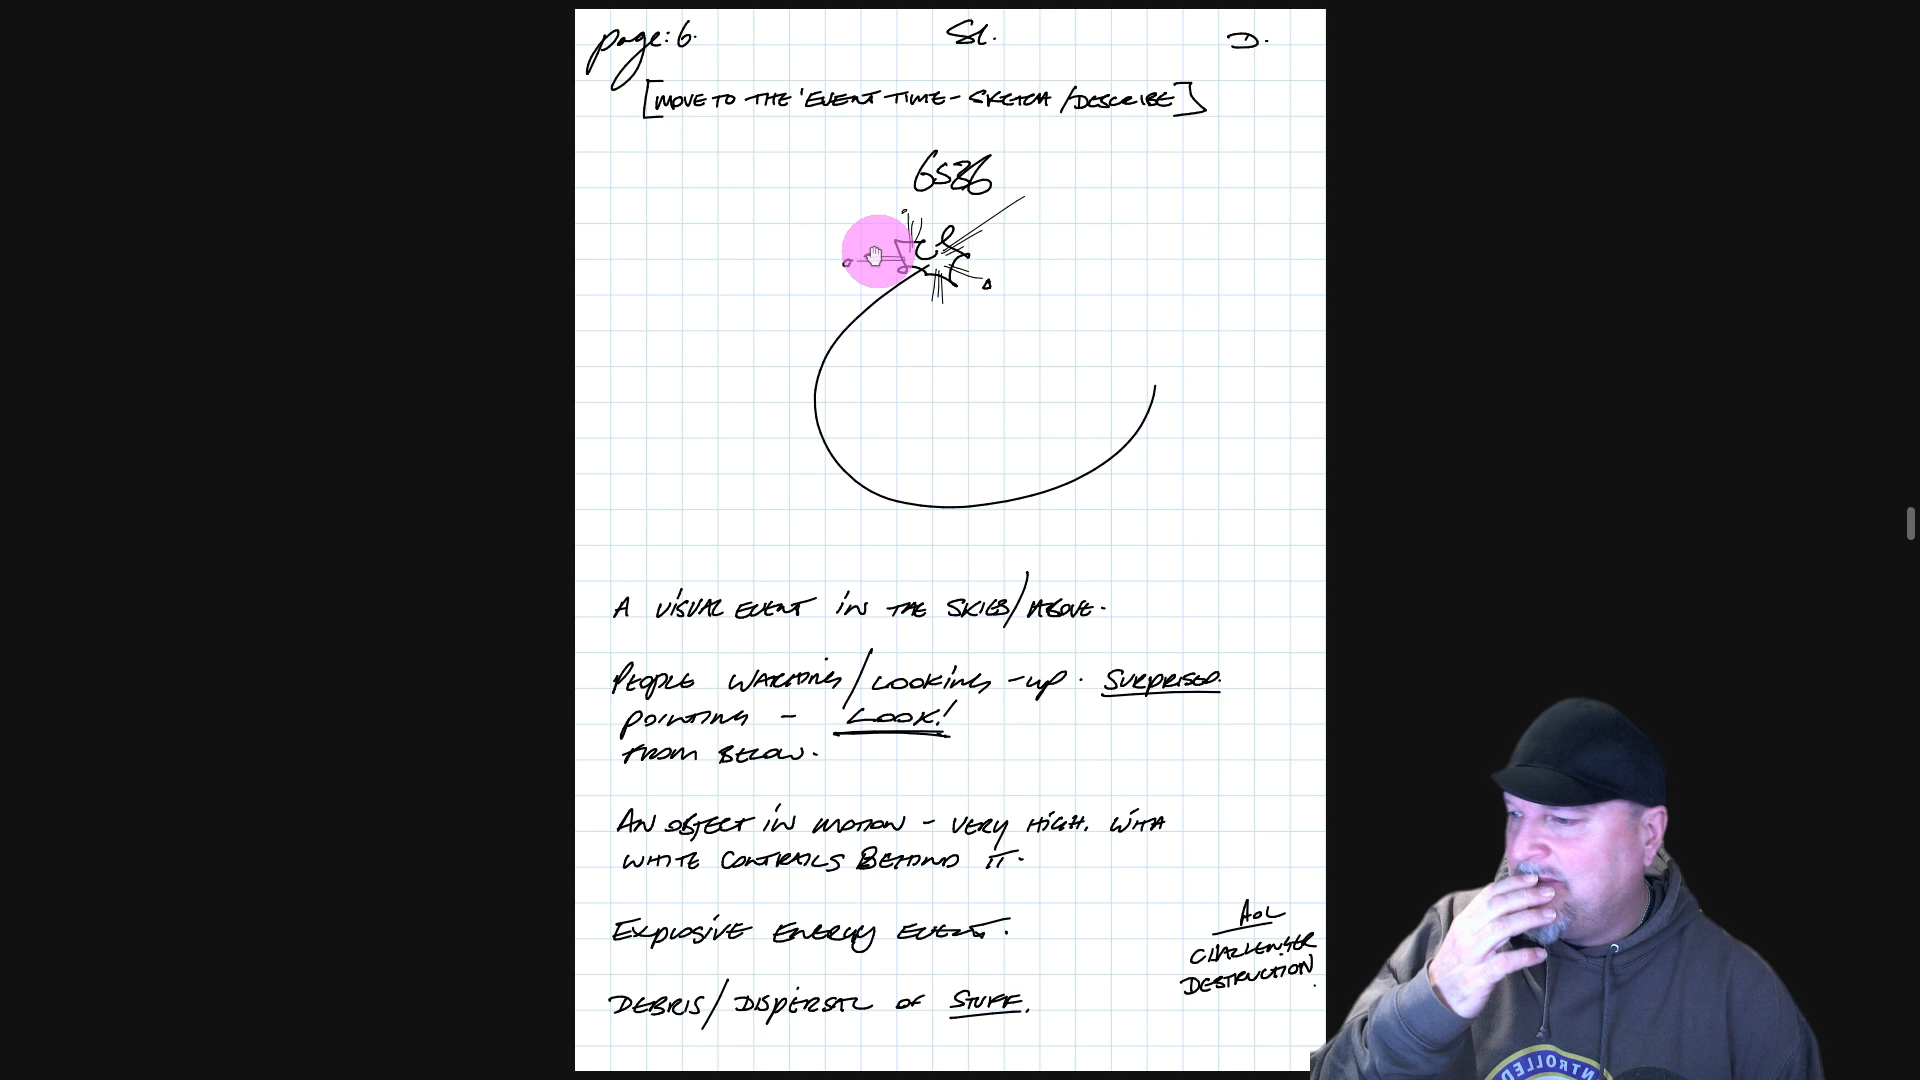 page: 6. SL. D.
[MOVE TO THE 'EVENT TIME - SKETCH / DESCRIBE]
6536
A VISUAL EVENT IN THE SKIES/ABOVE.
PEOPLE WATCHING/LOOKING-UP. SURPRISED.
POINTING - 'LOOK!'
FROM BELOW.
AN OBJECT IN MOTION - VERY HIGH. WITH
WHITE CONTRAILS BEHIND IT.
EXPLOSIVE ENERGY EVENT.
DEBRIS/DISPERSAL OF STUFF.
AOL
CHALLENGER
DESTRUCTION.
NTROLLED